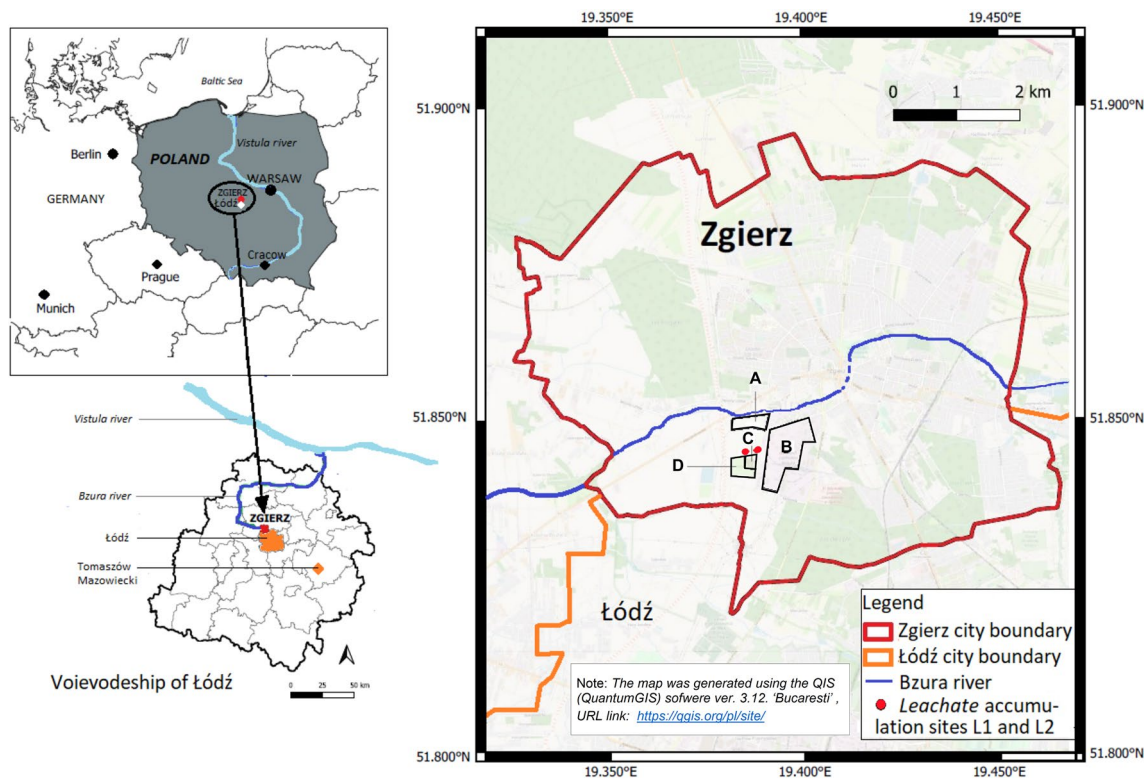 Baltic Sea
Vistula river
POLAND
Berlin
WARSAW
GERMANY
ZGIERZ
Łódź
Cracow
Prague
Munich
Vistula river
Bzura river
ZGIERZ
Łódź
Tomaszów
Mazowiecki
Voievodeship of Łódź
0 25 50 km
19.350°E 19.400°E 19.450°E
51.900°N 51.900°N
0 1 2 km
Zgierz
A
51.850°N 51.850°N
B
C
D
Łódź
Legend
Zgierz city boundary
Łódź city boundary
Bzura river
Leachate accumu-
lation sites L1 and L2
Note: The map was generated using the QIS
(QuantumGIS) sofwere ver. 3.12. 'Bucaresti' ,
URL link: https://qgis.org/pl/site/
51.800°N 51.800°N
19.350°E 19.400°E 19.450°E